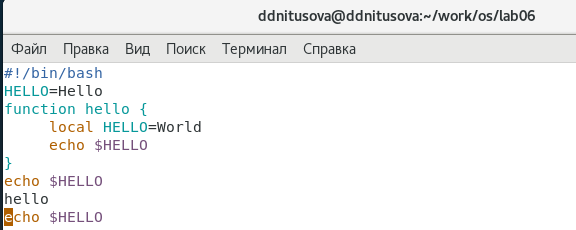 ddnitusova@ddnitusova:~/work/os/lab06
Файл Правка Вид Поиск Терминал Справка
#!/bin/bash
HELLO=Hello
function hello {
     local HELLO=World
     echo $HELLO
}
echo $HELLO
hello
echo $HELLO